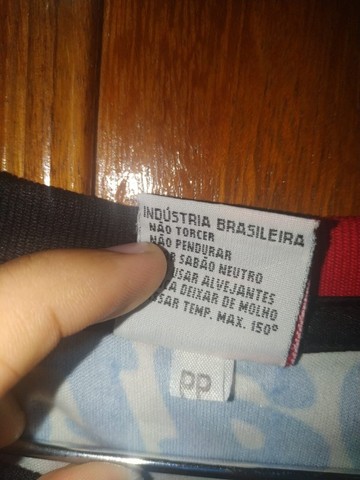 INDÚSTRIA BRASILEIRA
NÃO TORCER
NÃO PENDURAR
SABÃO NEUTRO
USAR ALVEJANTES
DEIXAR DE MOLHO
TEMP. MAX. 150°
PP